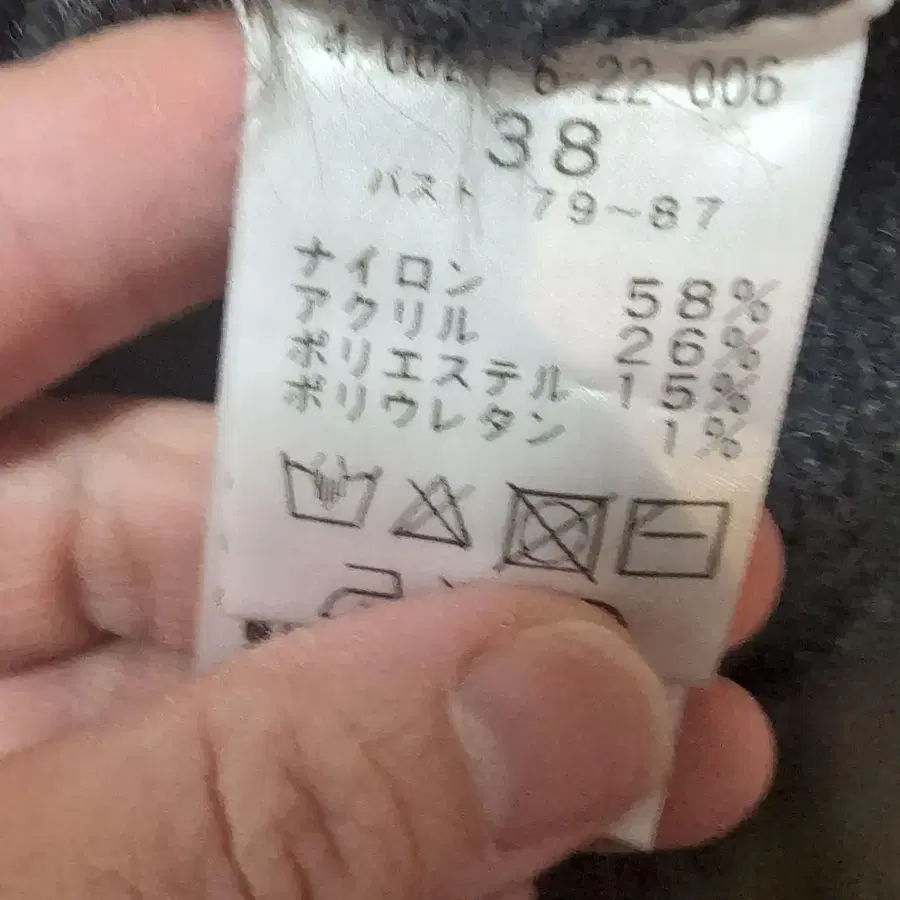 6-22 006
38
バスト 79~87
ナイロン 58%
アクリル 26%
ポリエステル 15%
ポリウレタン 1%